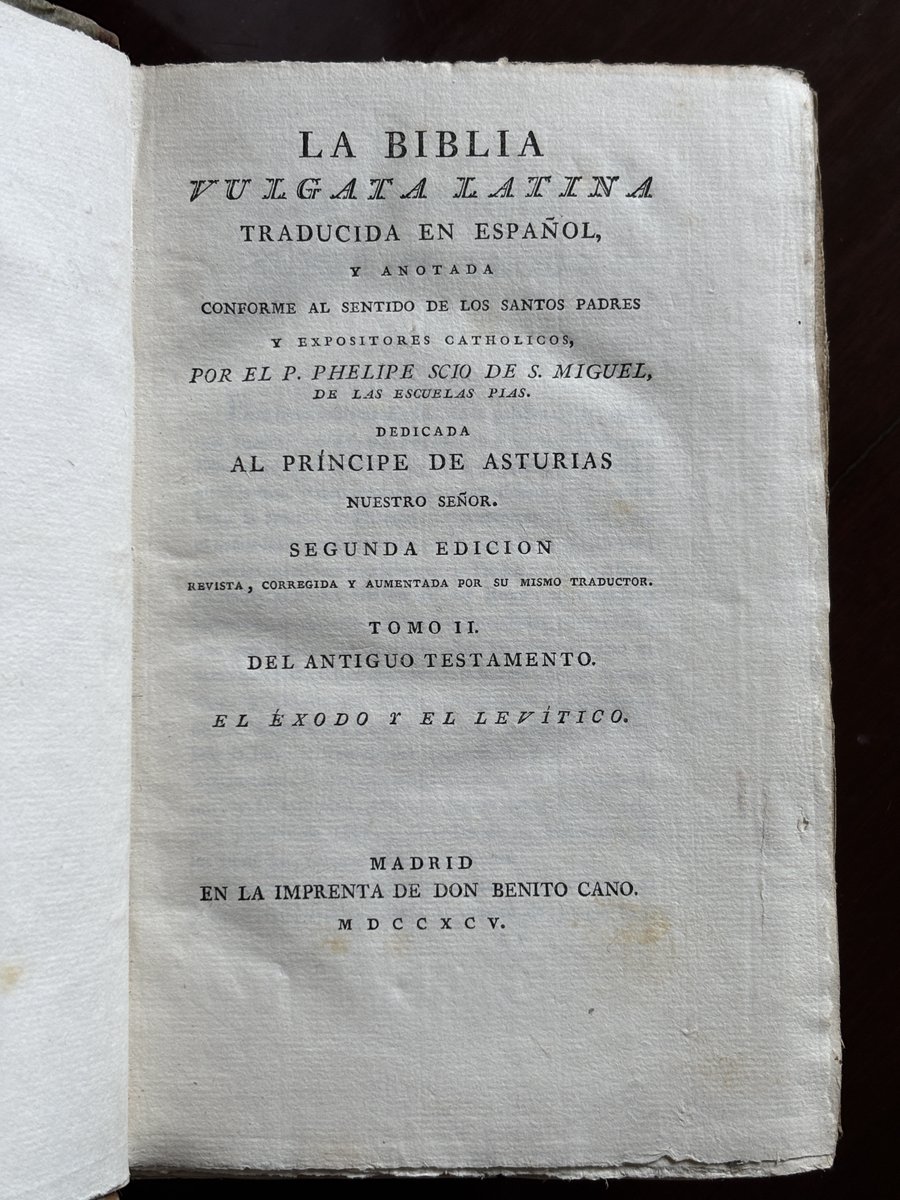 LA BIBLIA
VULGATA LATINA
TRADUCIDA EN ESPAÑOL,
Y ANOTADA
CONFORME AL SENTIDO DE LOS SANTOS PADRES
Y EXPOSITORES CATHOLICOS,
POR EL P. PHELIPE SCIO DE S. MIGUEL,
DE LAS ESCUELAS PIAS.
DEDICADA
AL PRÍNCIPE DE ASTURIAS
NUESTRO SEÑOR.
SEGUNDA EDICION
REVISTA, CORREGIDA Y AUMENTADA POR SU MISMO TRADUCTOR.
TOMO II.
DEL ANTIGUO TESTAMENTO.
EL ÉXODO Y EL LEVÍTICO.
MADRID
EN LA IMPRENTA DE DON BENITO CANO.
MDCCXCV.